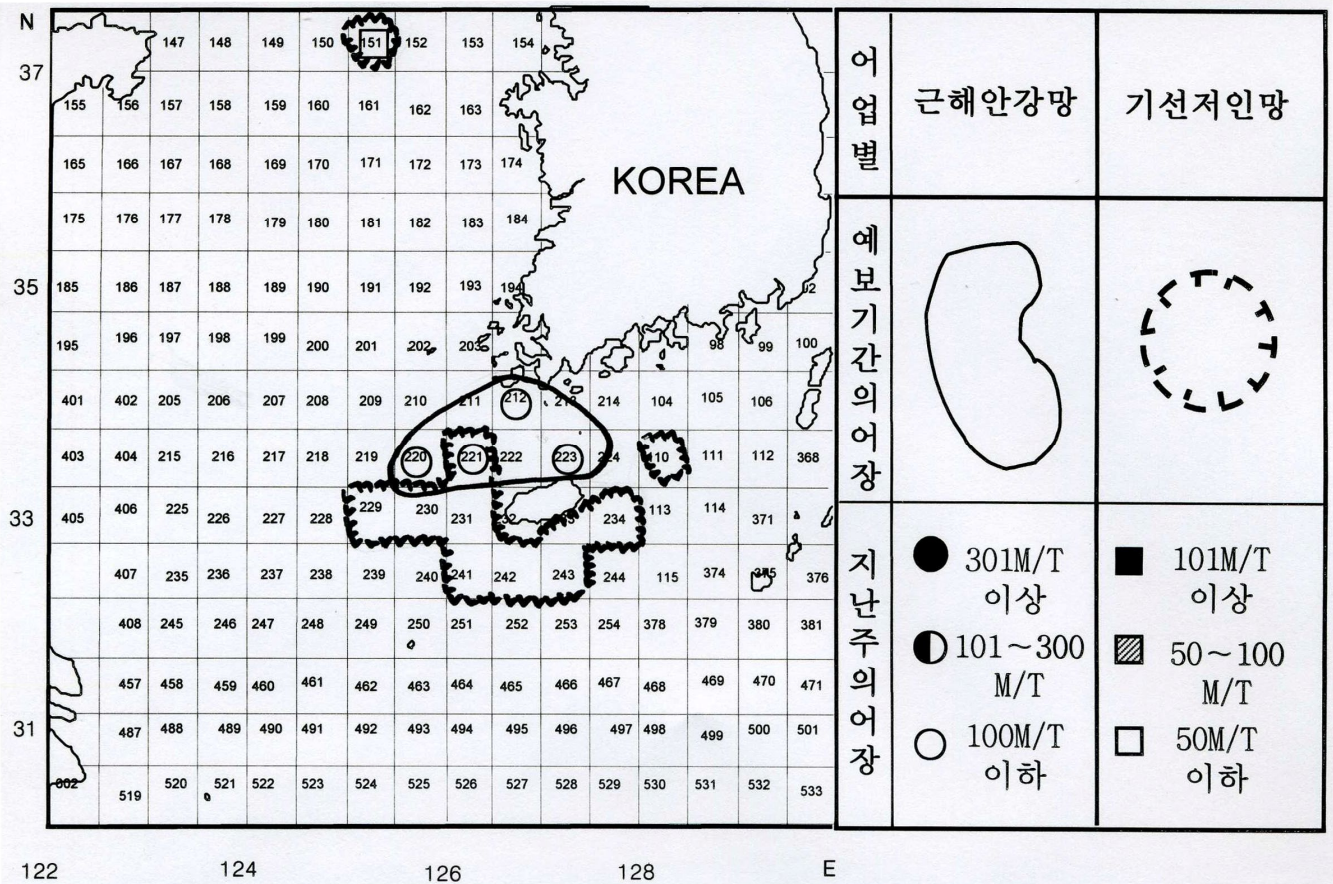 N
147 148 149 150 151 152 153 154
37
155 156 157 158 159 160 161 162 163
165 166 167 168 169 170 171 172 173 174
KOREA
175 176 177 178 179 180 181 182 183 184
35 185 186 187 188 189 190 191 192 193 194
195 196 197 198 199 200 201 202 203 98 99 100
401 402 205 206 207 208 209 210 211 212 213 214 104 105 106
403 404 215 216 217 218 219 220 221 222 223 224 110 111 112 368
33 405 406 225 226 227 228 229 230 231 234 113 114 371
407 235 236 237 238 239 240 241 242 243 244 115 374 375 376
408 245 246 247 248 249 250 251 252 253 254 378 379 380 381
457 458 459 460 461 462 463 464 465 466 467 468 469 470 471
31 487 488 489 490 491 492 493 494 495 496 497 498 499 500 501
519 520 521 522 523 524 525 526 527 528 529 530 531 532 533
122 124 126 128 E
어업별
근해안강망
기선저인망
예보기간의어장
지난주의어장
301M/T
이상
101~300
M/T
100M/T
이하
101M/T
이상
50~100
M/T
50M/T
이하